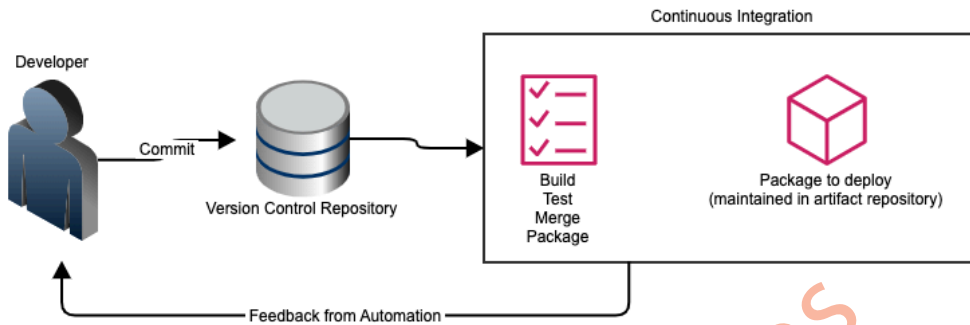 Continuous Integration
Developer
Commit
Version Control Repository
Build
Test
Merge
Package
Package to deploy
(maintained in artifact repository)
Feedback from Automation